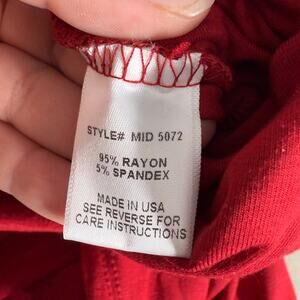 STYLE# MID 5072
95% RAYON
5% SPANDEX
MADE IN USA
SEE REVERSE FOR
CARE INSTRUCTIONS